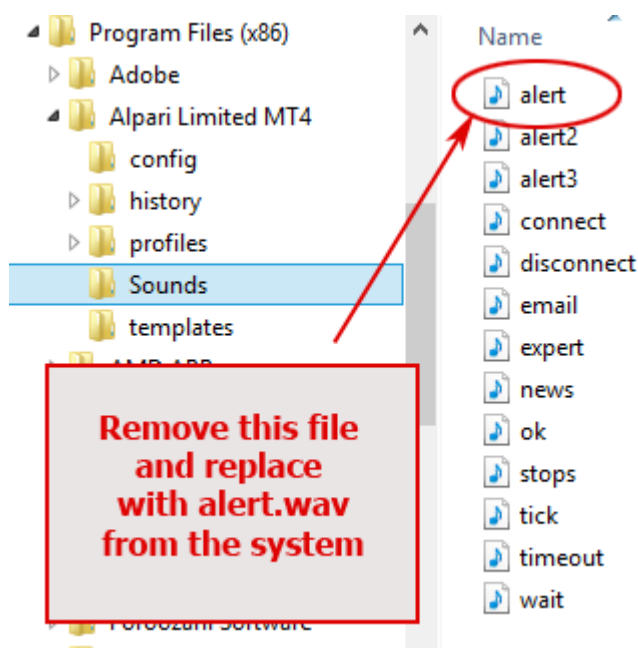 Program Files (x86)
Adobe
Alpari Limited MT4
config
history
profiles
Sounds
templates
Remove this file
and replace
with alert.wav
from the system
Software
Name
alert
alert2
alert3
connect
disconnect
email
expert
news
ok
stops
tick
timeout
wait